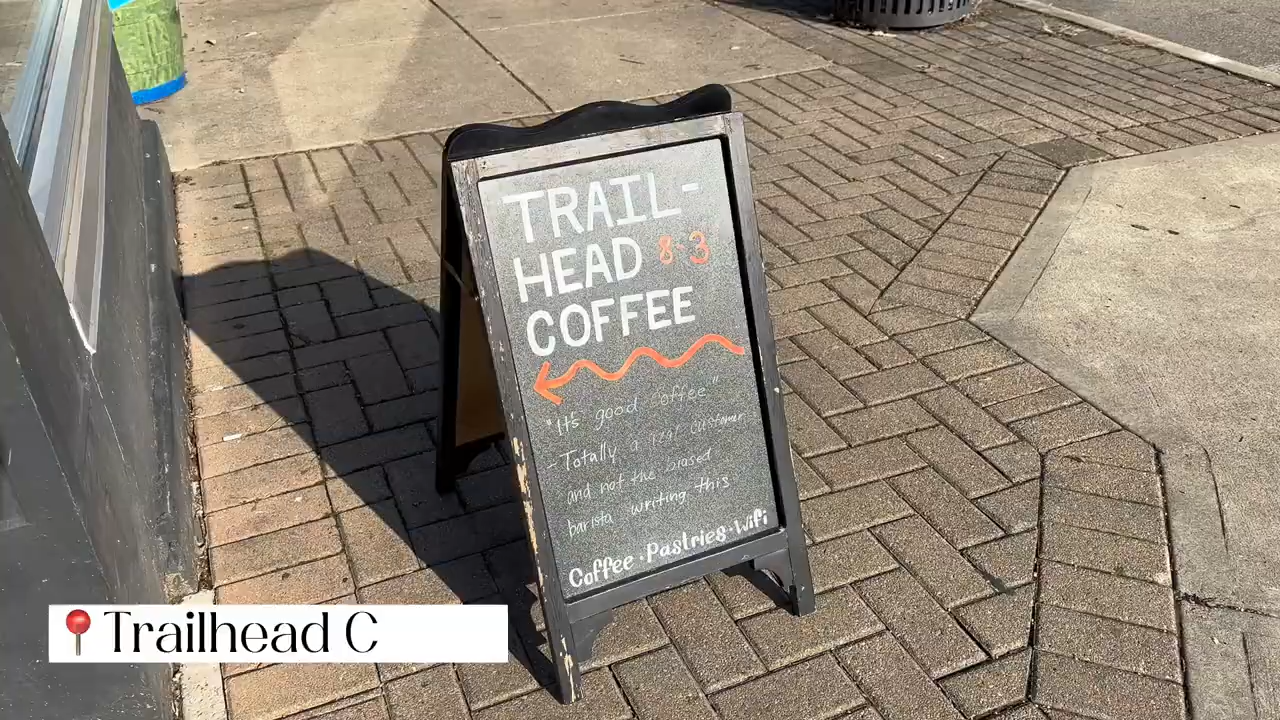 TRAIL-
HEAD 8-3
COFFEE
"It's good coffee"
-Totally a real customer
and not the biased
barista writing this
Coffee·Pastries·Wifi
Trailhead C